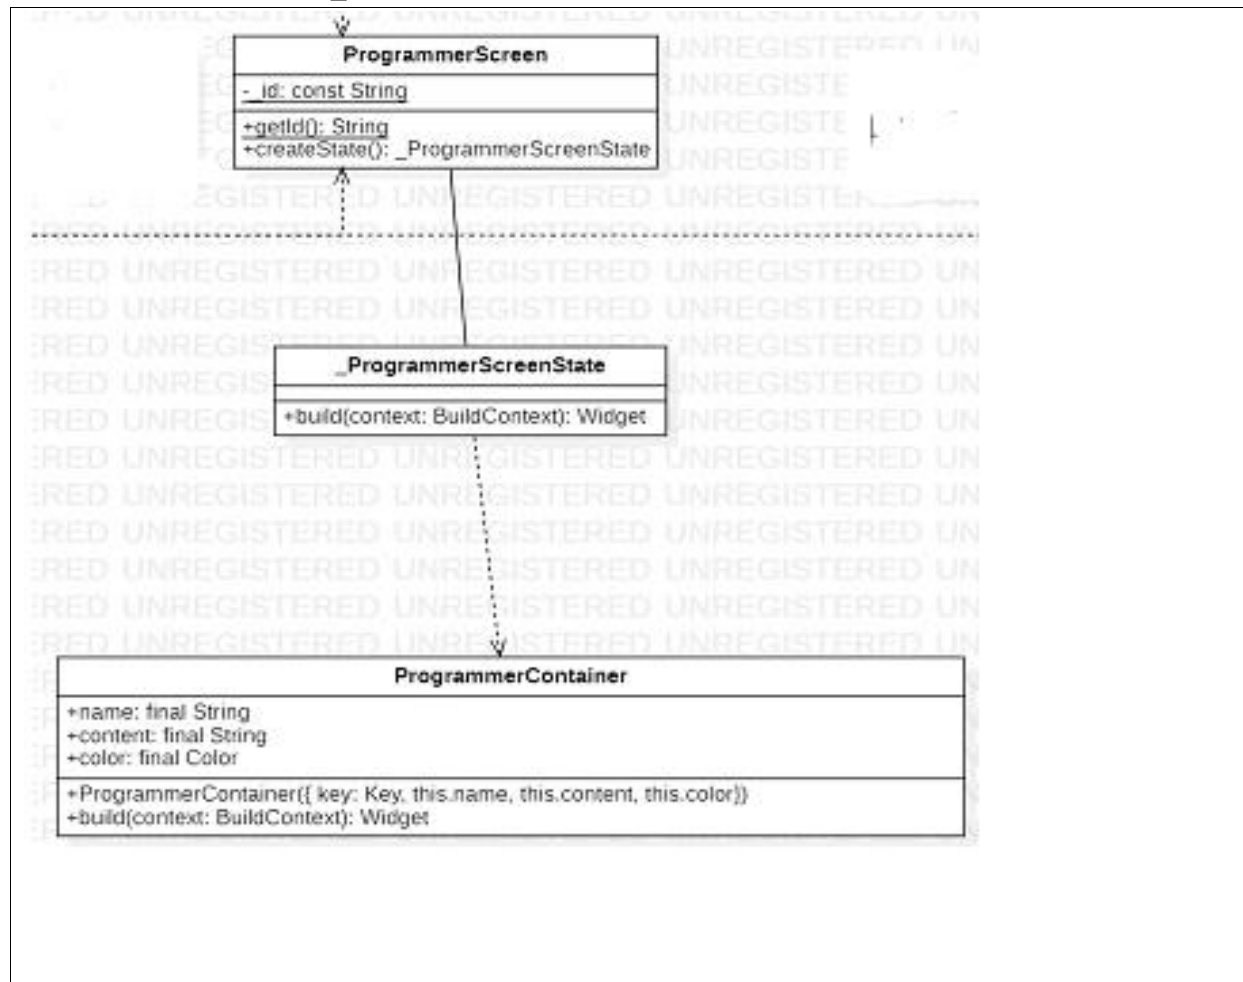 ProgrammerScreen
-_id: const String
+getId(): String
+createState(): _ProgrammerScreenState
_ProgrammerScreenState
+build(context: BuildContext): Widget
ProgrammerContainer
+name: final String
+content: final String
+color: final Color
+ProgrammerContainer({ key: Key, this.name, this.content, this.color})
+build(context: BuildContext): Widget